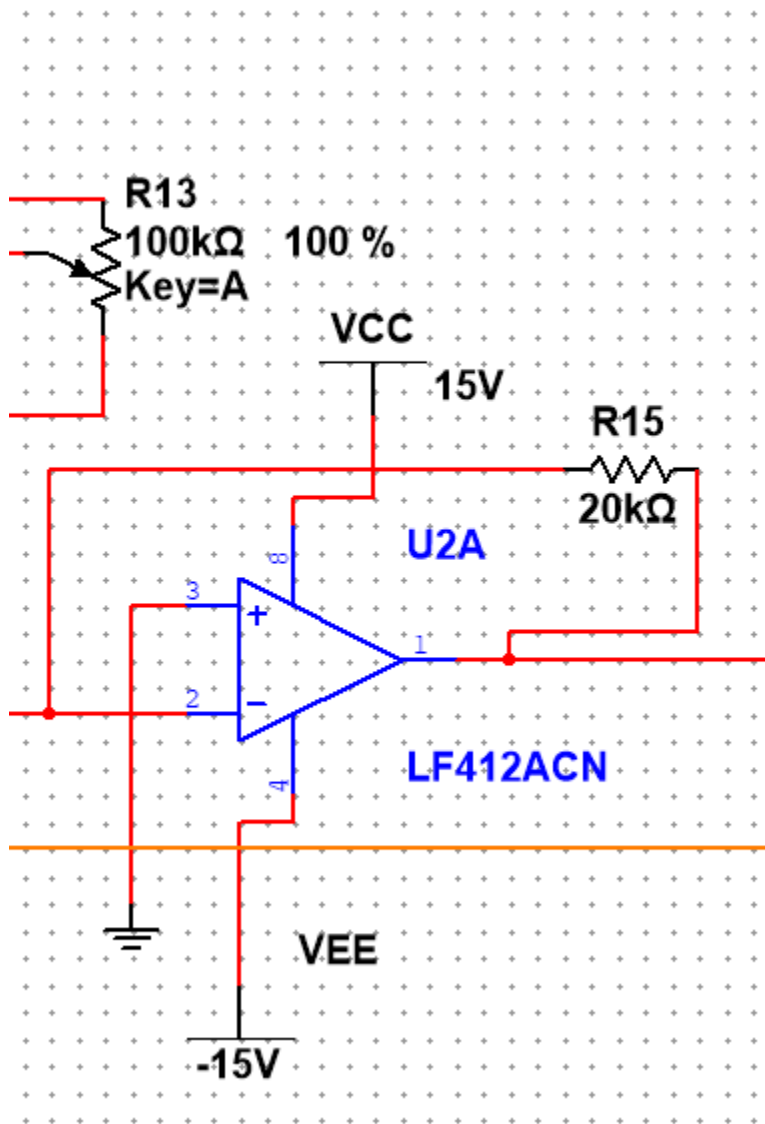 R13
100kΩ 100 %
Key=A
VCC
15V
R15
20kΩ
U2A
8
3
+
1
2
−
4
LF412ACN
VEE
-15V